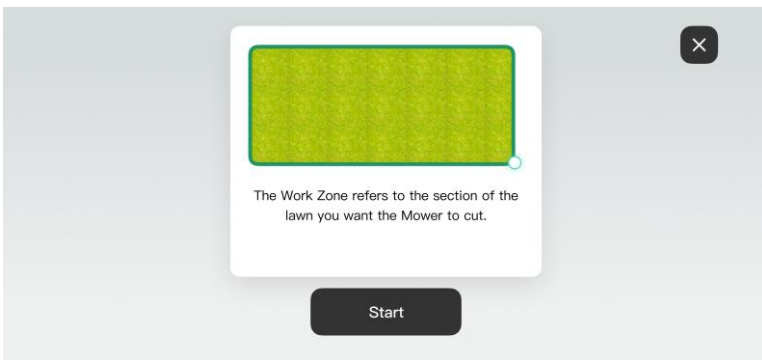 The Work Zone refers to the section of the
lawn you want the Mower to cut.
Start